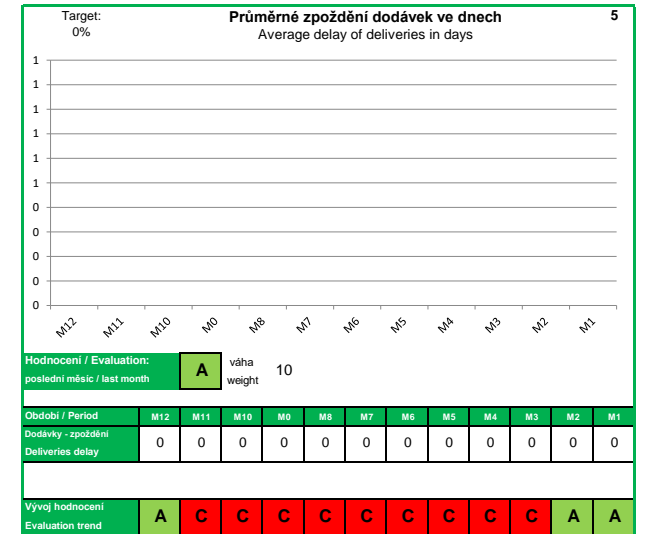 Target:
0%
Průměrné zpoždění dodávek ve dnech
Average delay of deliveries in days
5
1
1
1
1
1
1
0
0
0
0
0
M12 M11 M10 M0 M8 M7 M6 M5 M4 M3 M2 M1
Hodnocení / Evaluation:
poslední měsíc / last month
A
váha
weight
10
Období / Period M12 M11 M10 M0 M8 M7 M6 M5 M4 M3 M2 M1
Dodávky - zpoždění
Deliveries delay
0 0 0 0 0 0 0 0 0 0 0 0
Vývoj hodnocení
Evaluation trend
A C C C C C C C C C A A